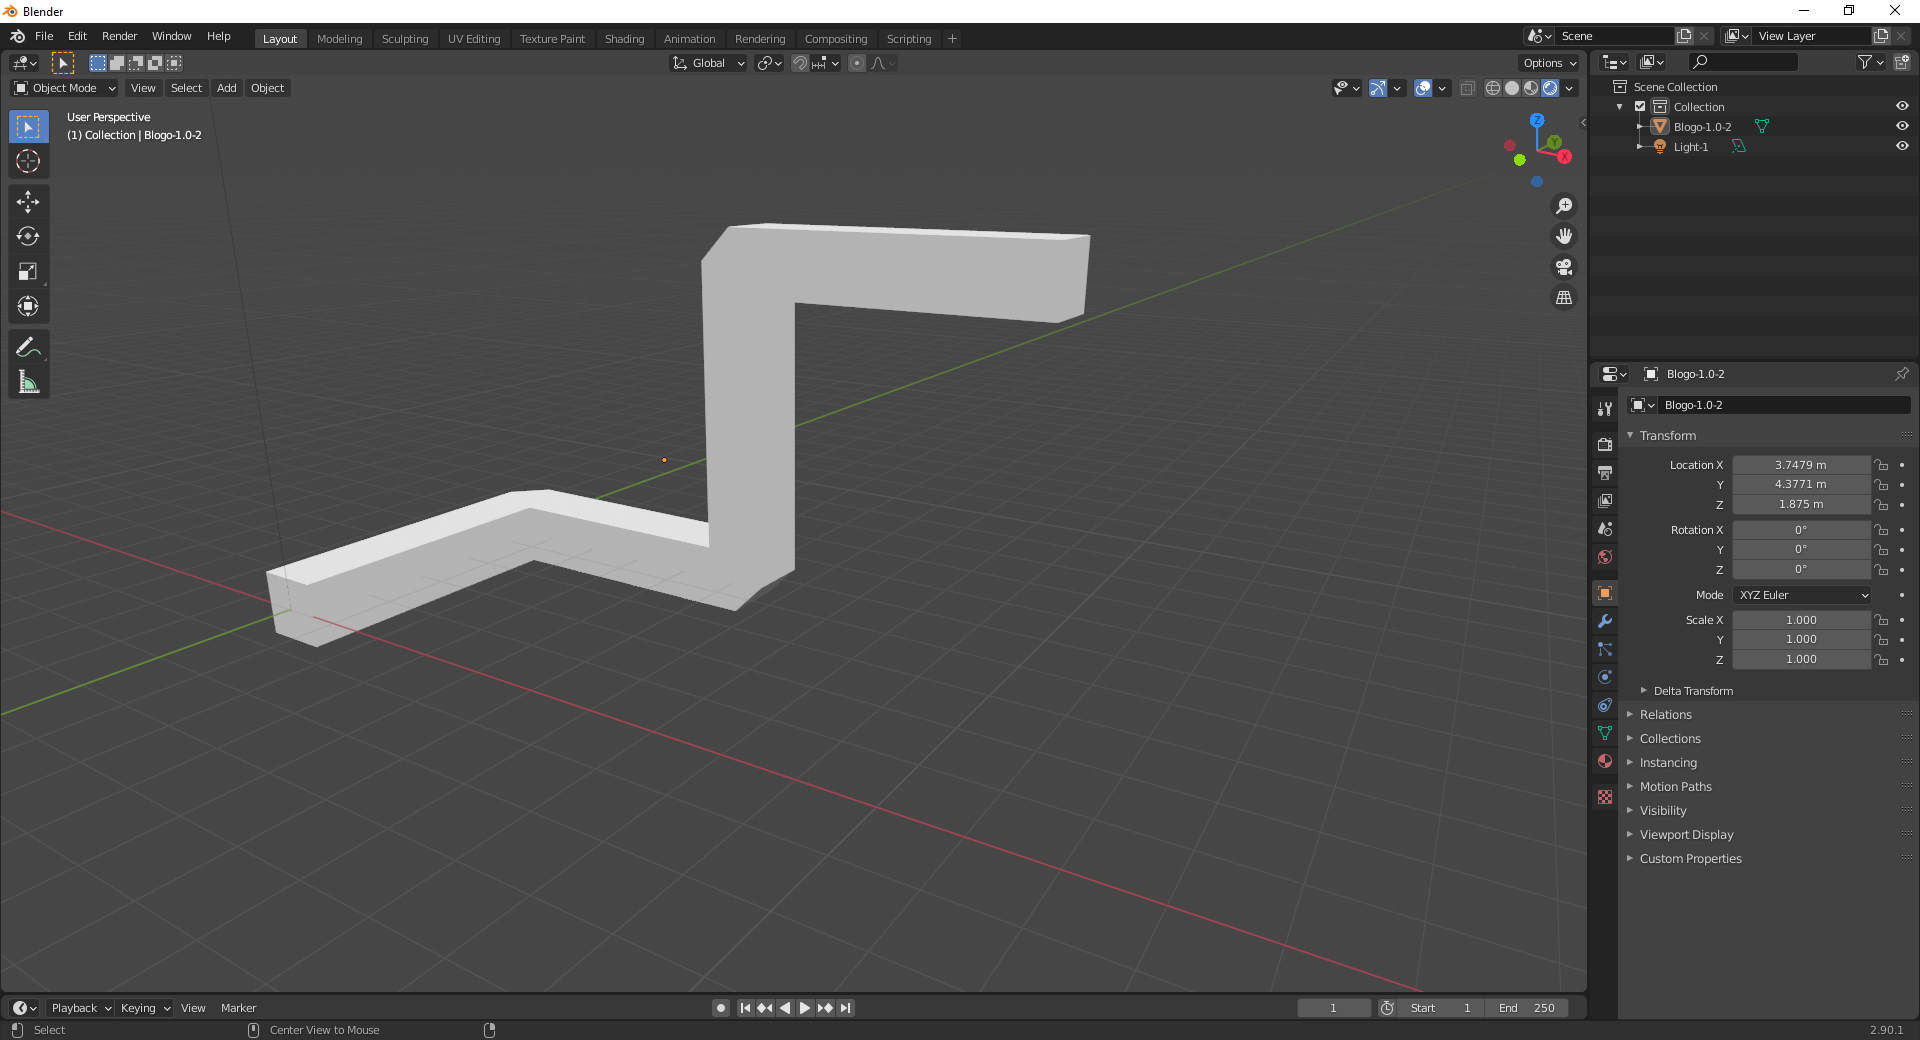 Blender
File Edit Render Window Help Layout Modeling Sculpting UV Editing Texture Paint Shading Animation Rendering Compositing Scripting + Scene View Layer
Global Options
Object Mode View Select Add Object
User Perspective
(1) Collection | Blogo-1.0-2
Z
Y
X
Scene Collection
Collection
Blogo-1.0-2
Light-1
Blogo-1.0-2
Blogo-1.0-2
Transform
Location X 3.7479 m
Y 4.3771 m
Z 1.875 m
Rotation X 0°
Y 0°
Z 0°
Mode XYZ Euler
Scale X 1.000
Y 1.000
Z 1.000
Delta Transform
Relations
Collections
Instancing
Motion Paths
Visibility
Viewport Display
Custom Properties
Playback Keying View Marker 1 Start 1 End 250
Select Center View to Mouse 2.90.1